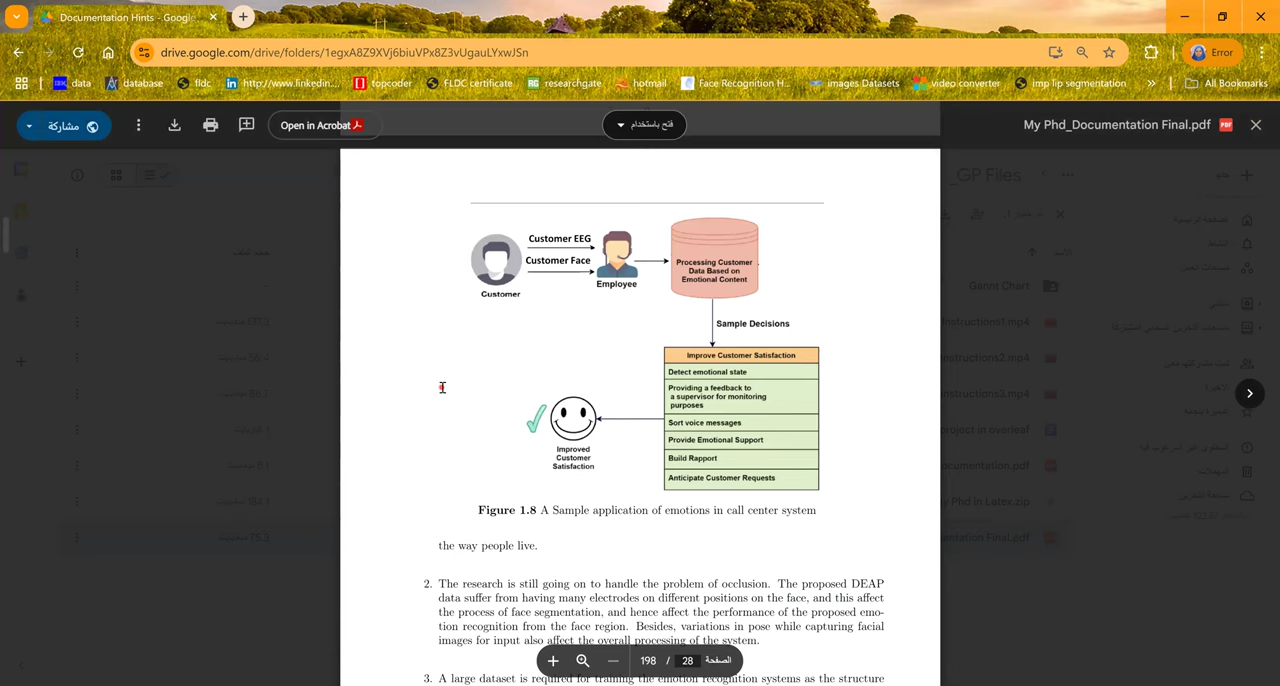 Documentation Hints - Google
drive.google.com/drive/folders/1egxA8Z9XVj6biuVPx8Z3vUgauLYxwJSn
Error
data
database
fldc
http://www.linkedin...
topcoder
FLDC certificate
researchgate
hotmail
Face Recognition H...
images Datasets
video converter
imp lip segmentation
All Bookmarks
مشاركة
Open in Acrobat
فتح باستخدام
My Phd_Documentation Final.pdf
PDF
_GP Files
Gannt Chart
nstructions1.mp4
nstructions2.mp4
nstructions3.mp4
project in overleaf
ocumentation.pdf
Phd in Latex.zip
Customer EEG
Customer Face
Customer
Employee
Processing Customer
Data Based on
Emotional Content
Sample Decisions
Improve Customer Satisfaction
Detect emotional state
Providing a feedback to
a supervisor for monitoring
purposes
Sort voice messages
Provide Emotional Support
Build Rapport
Anticipate Customer Requests
Improved
Customer
Satisfaction
Figure 1.8 A Sample application of emotions in call center system
the way people live.
2. The research is still going on to handle the problem of occlusion. The proposed DEAP
data suffer from having many electrodes on different positions on the face, and this affect
the process of face segmentation, and hence affect the performance of the proposed emo-
tion recognition from the face region. Besides, variations in pose while capturing facial
images for input also affect the overall processing of the system.
3. A large dataset is required for training the emotion recognition systems as the structure
الصفحة 28 / 198